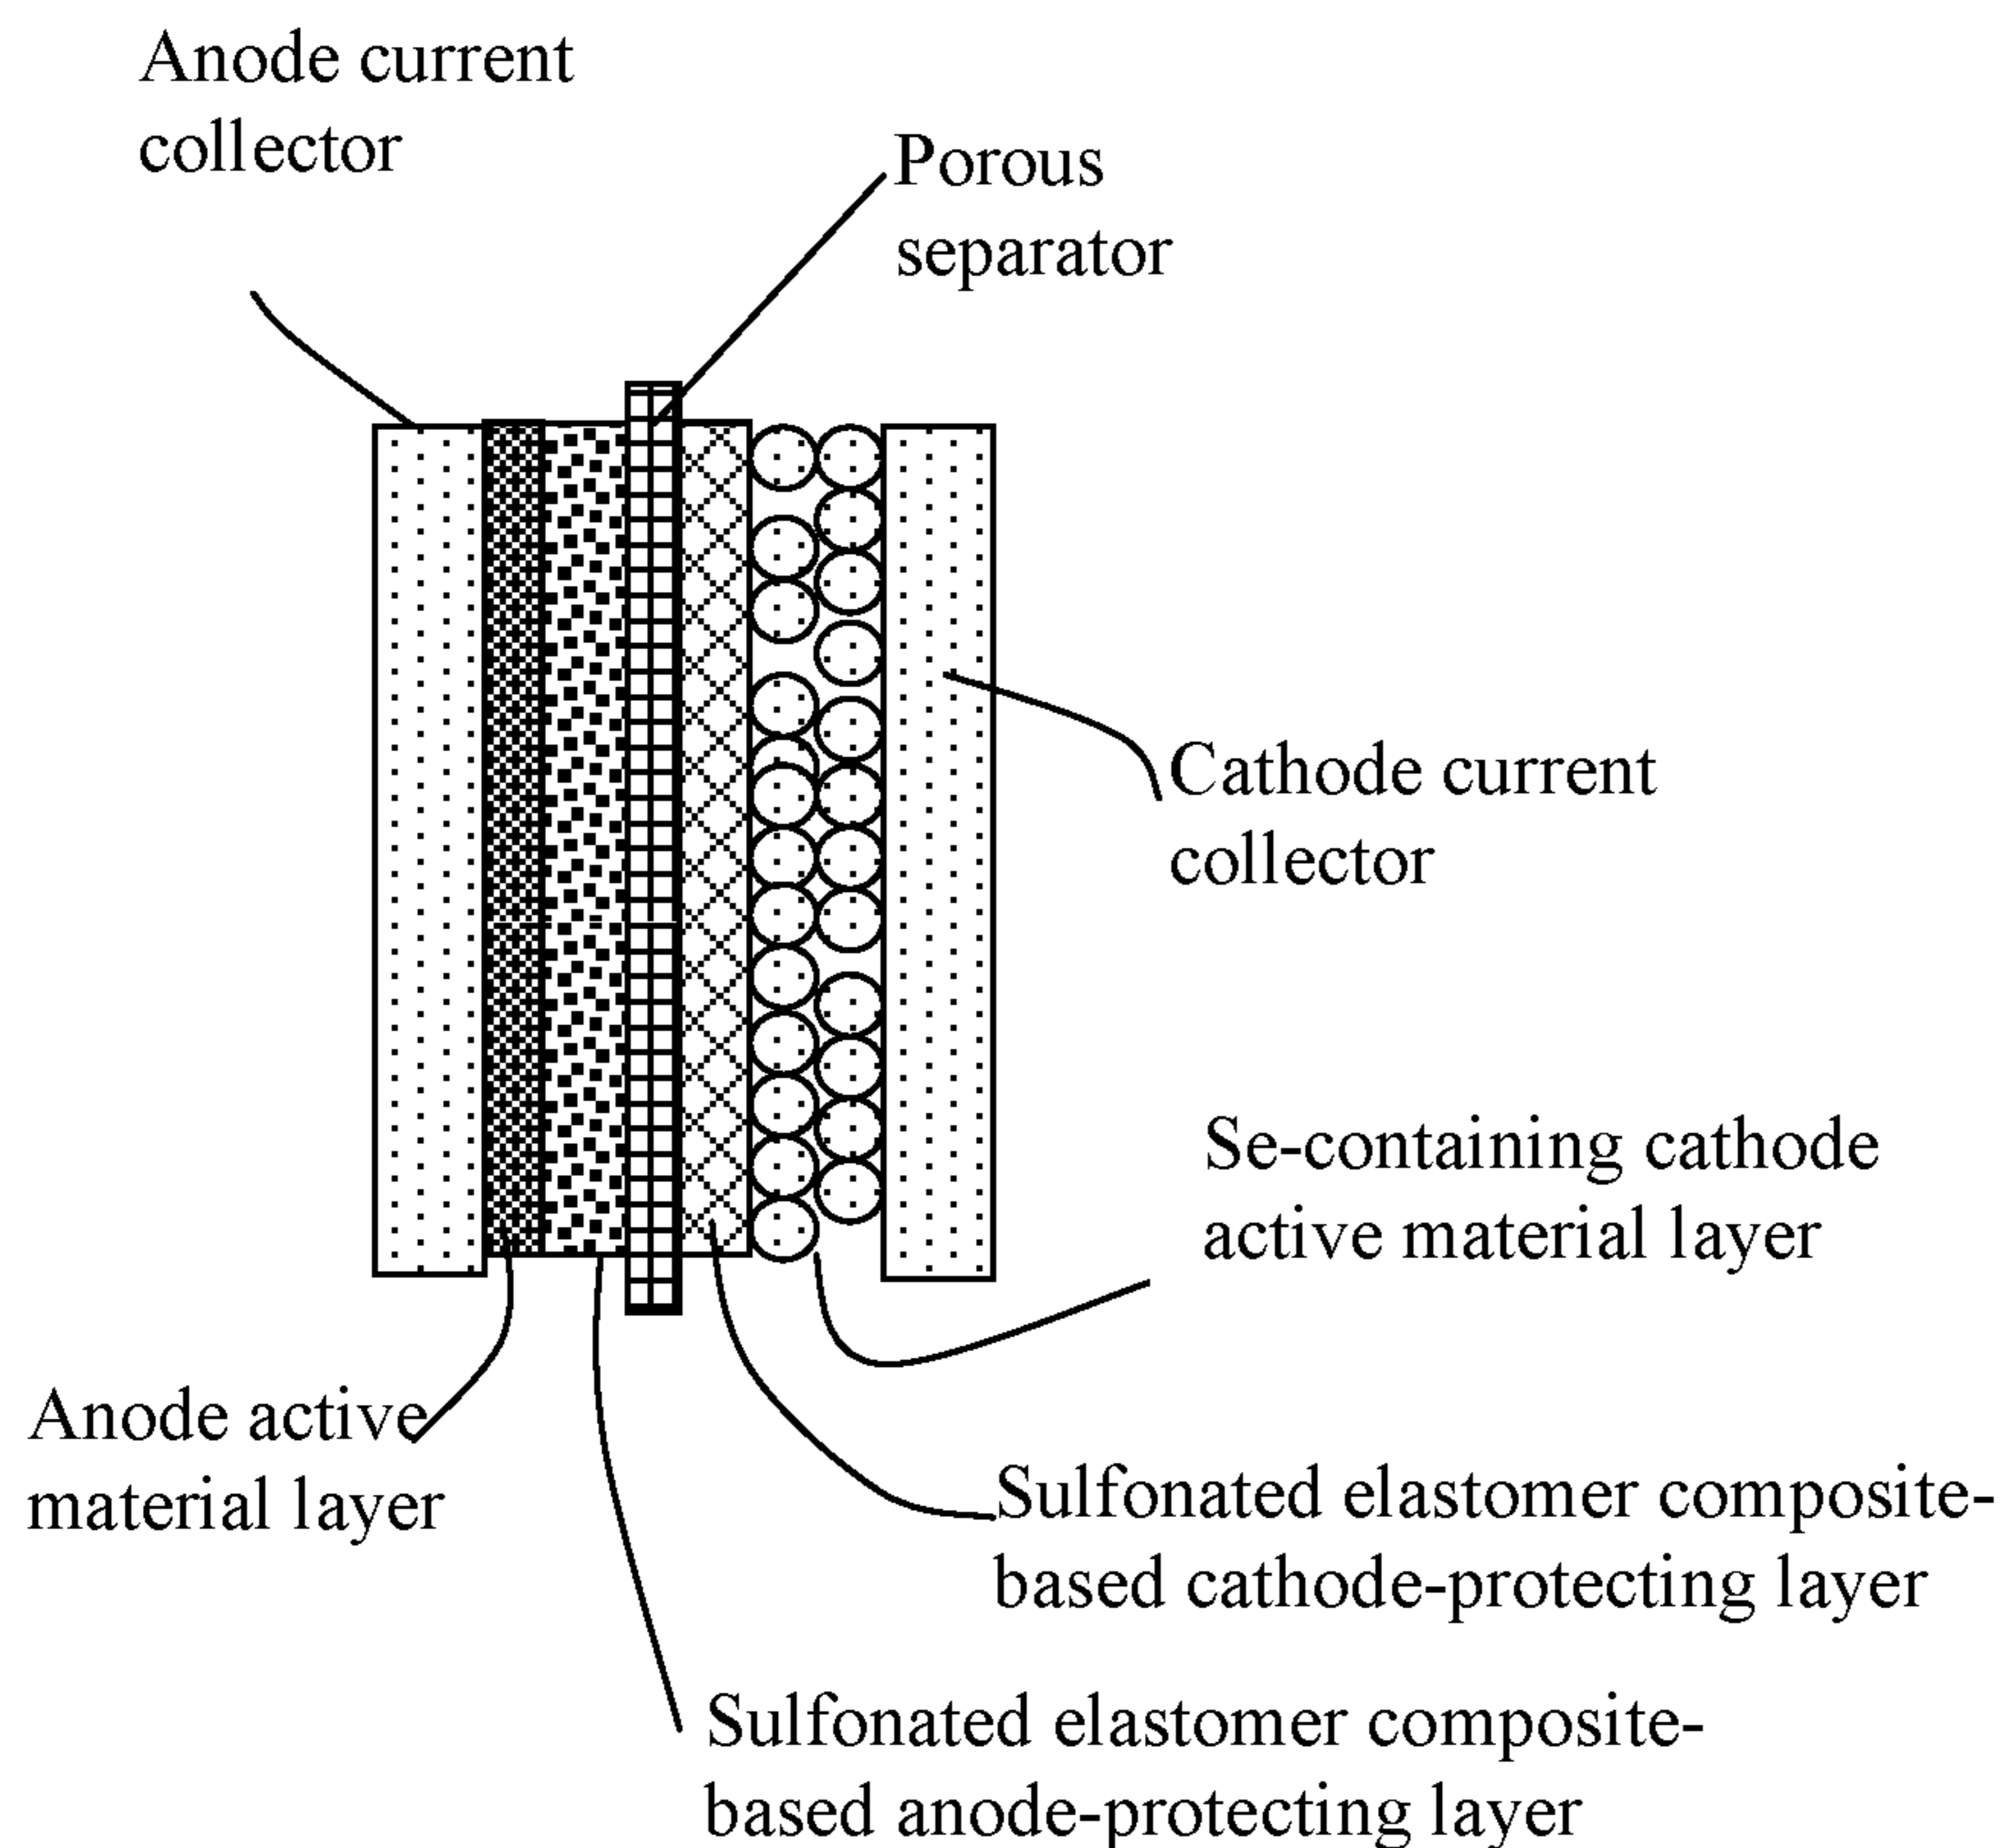 Anode current
collector
Porous
separator
Cathode current
collector
Se-containing cathode
active material layer
Anode active
material layer
Sulfonated elastomer composite-
based cathode-protecting layer
Sulfonated elastomer composite-
based anode-protecting layer